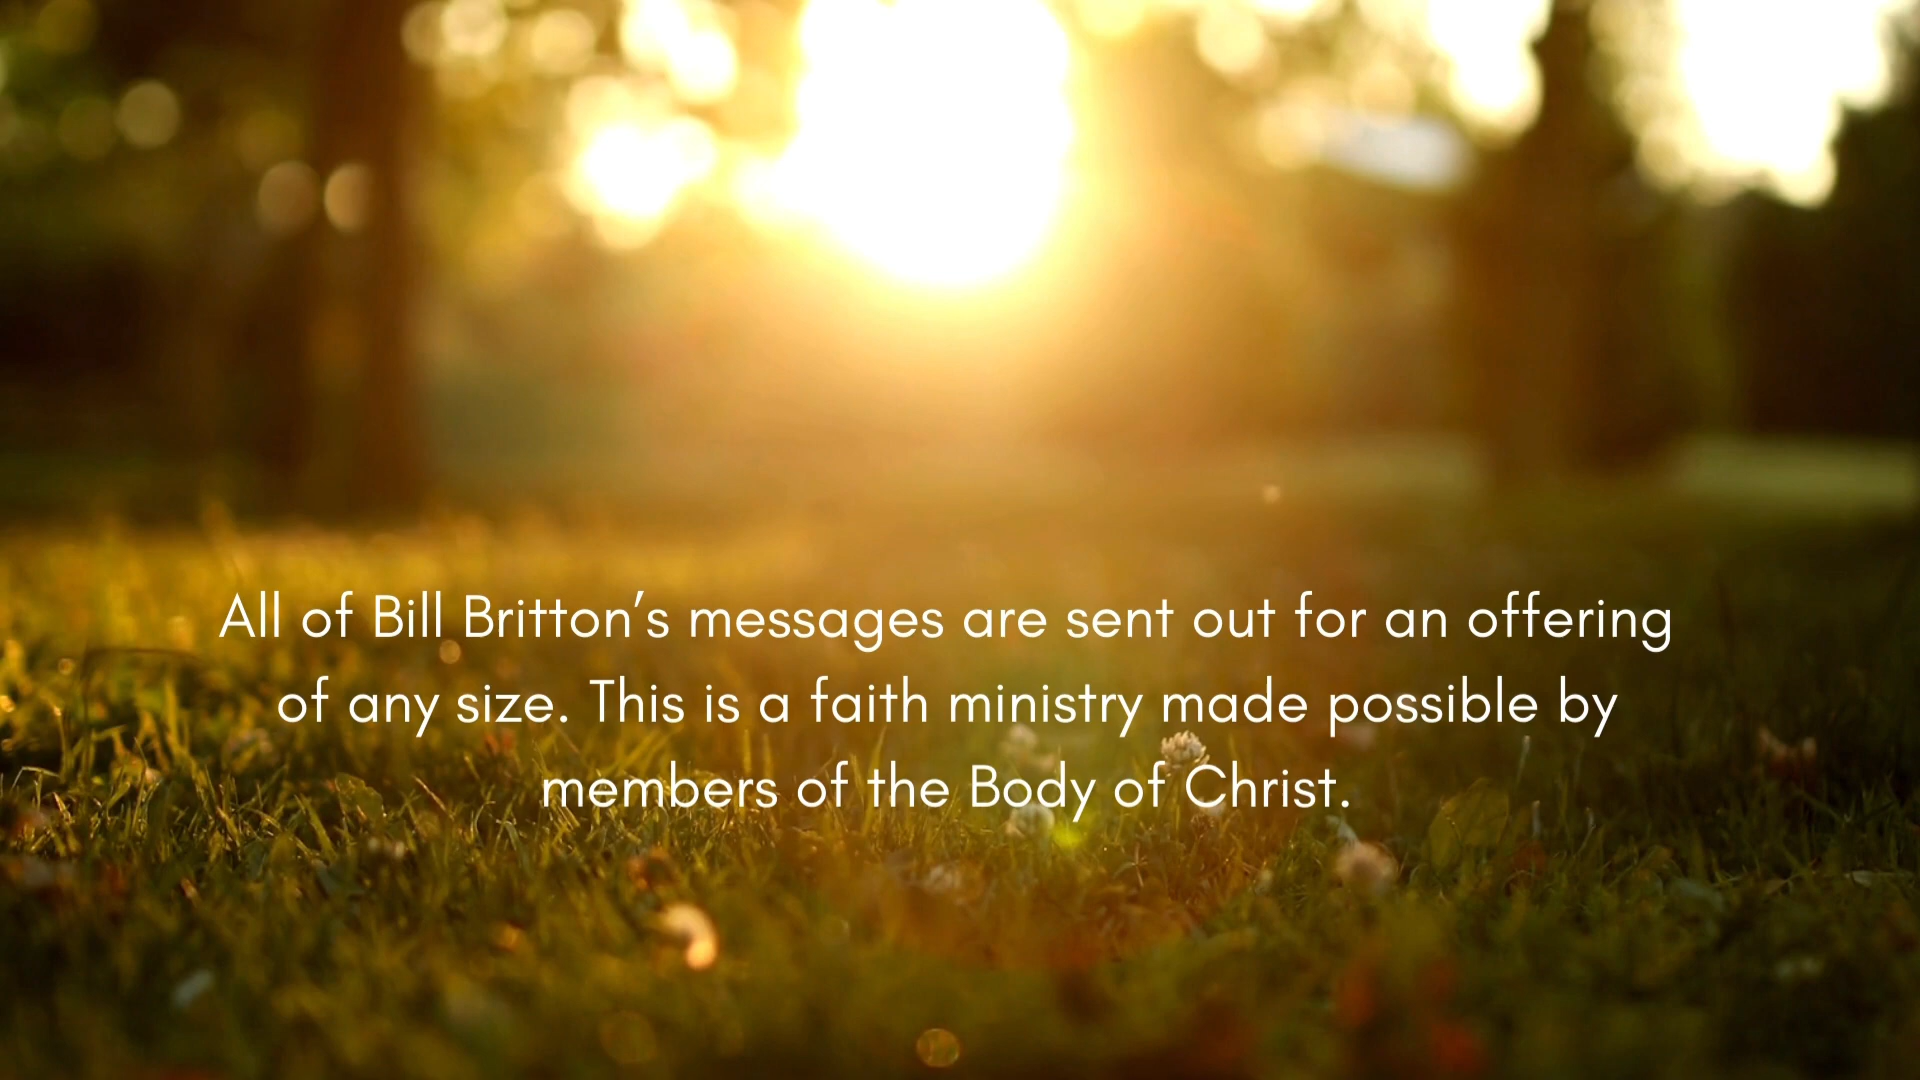 All of Bill Britton’s messages are sent out for an offering
of any size. This is a faith ministry made possible by
members of the Body of Christ.